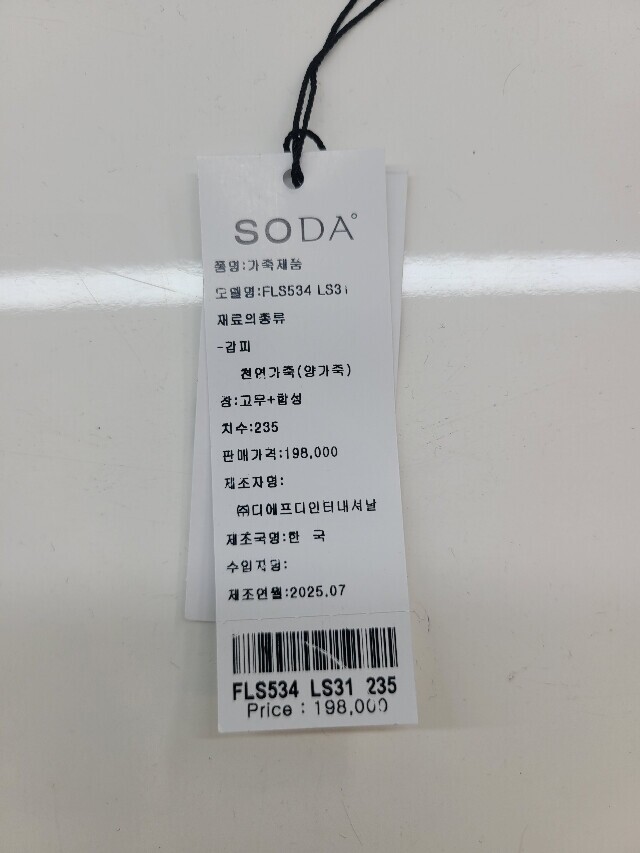 SODA
품명:가죽제품
모델명:FLS534 LS31
재료의종류
-갑피
천연가죽(양가죽)
창:고무+합성
치수:235
판매가격:198,000
제조자명:
㈜디에프디인터내셔날
제조국명:한 국
수입자명:
제조연월:2025.07
FLS534 LS31 235
Price : 198,000